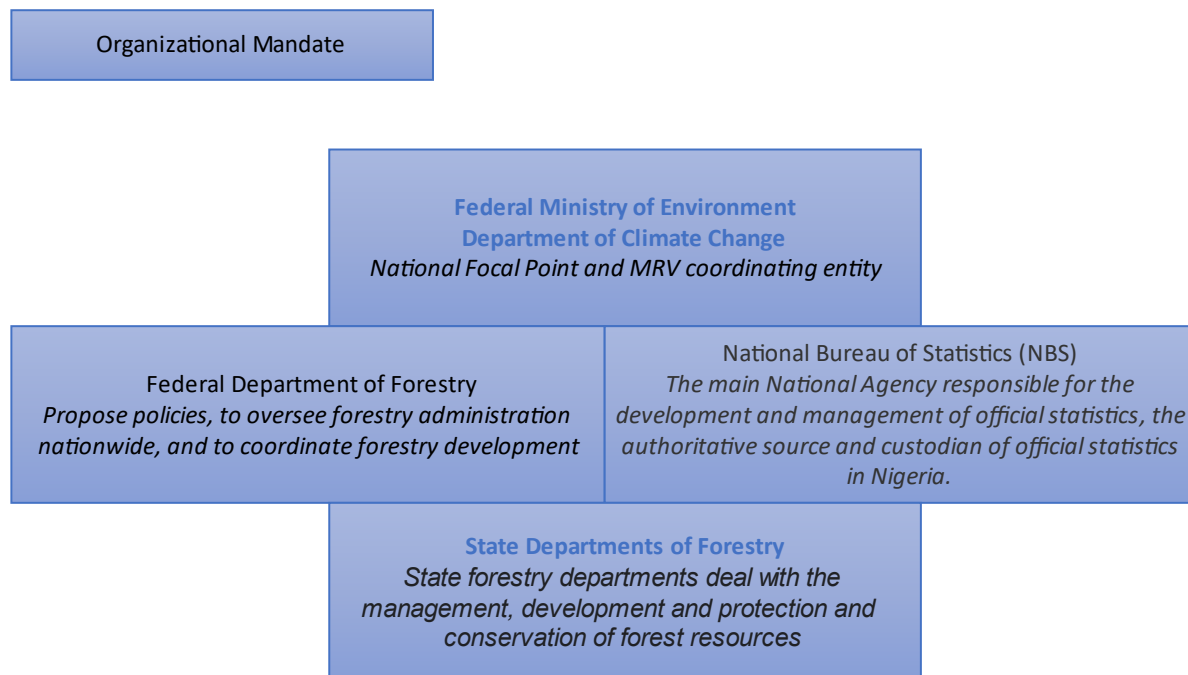 Organizational Mandate
Federal Ministry of Environment
Department of Climate Change
National Focal Point and MRV coordinating entity
Federal Department of Forestry
Propose policies, to oversee forestry administration
nationwide, and to coordinate forestry development
National Bureau of Statistics (NBS)
The main National Agency responsible for the
development and management of official statistics, the
authoritative source and custodian of official statistics
in Nigeria.
State Departments of Forestry
State forestry departments deal with the
management, development and protection and
conservation of forest resources